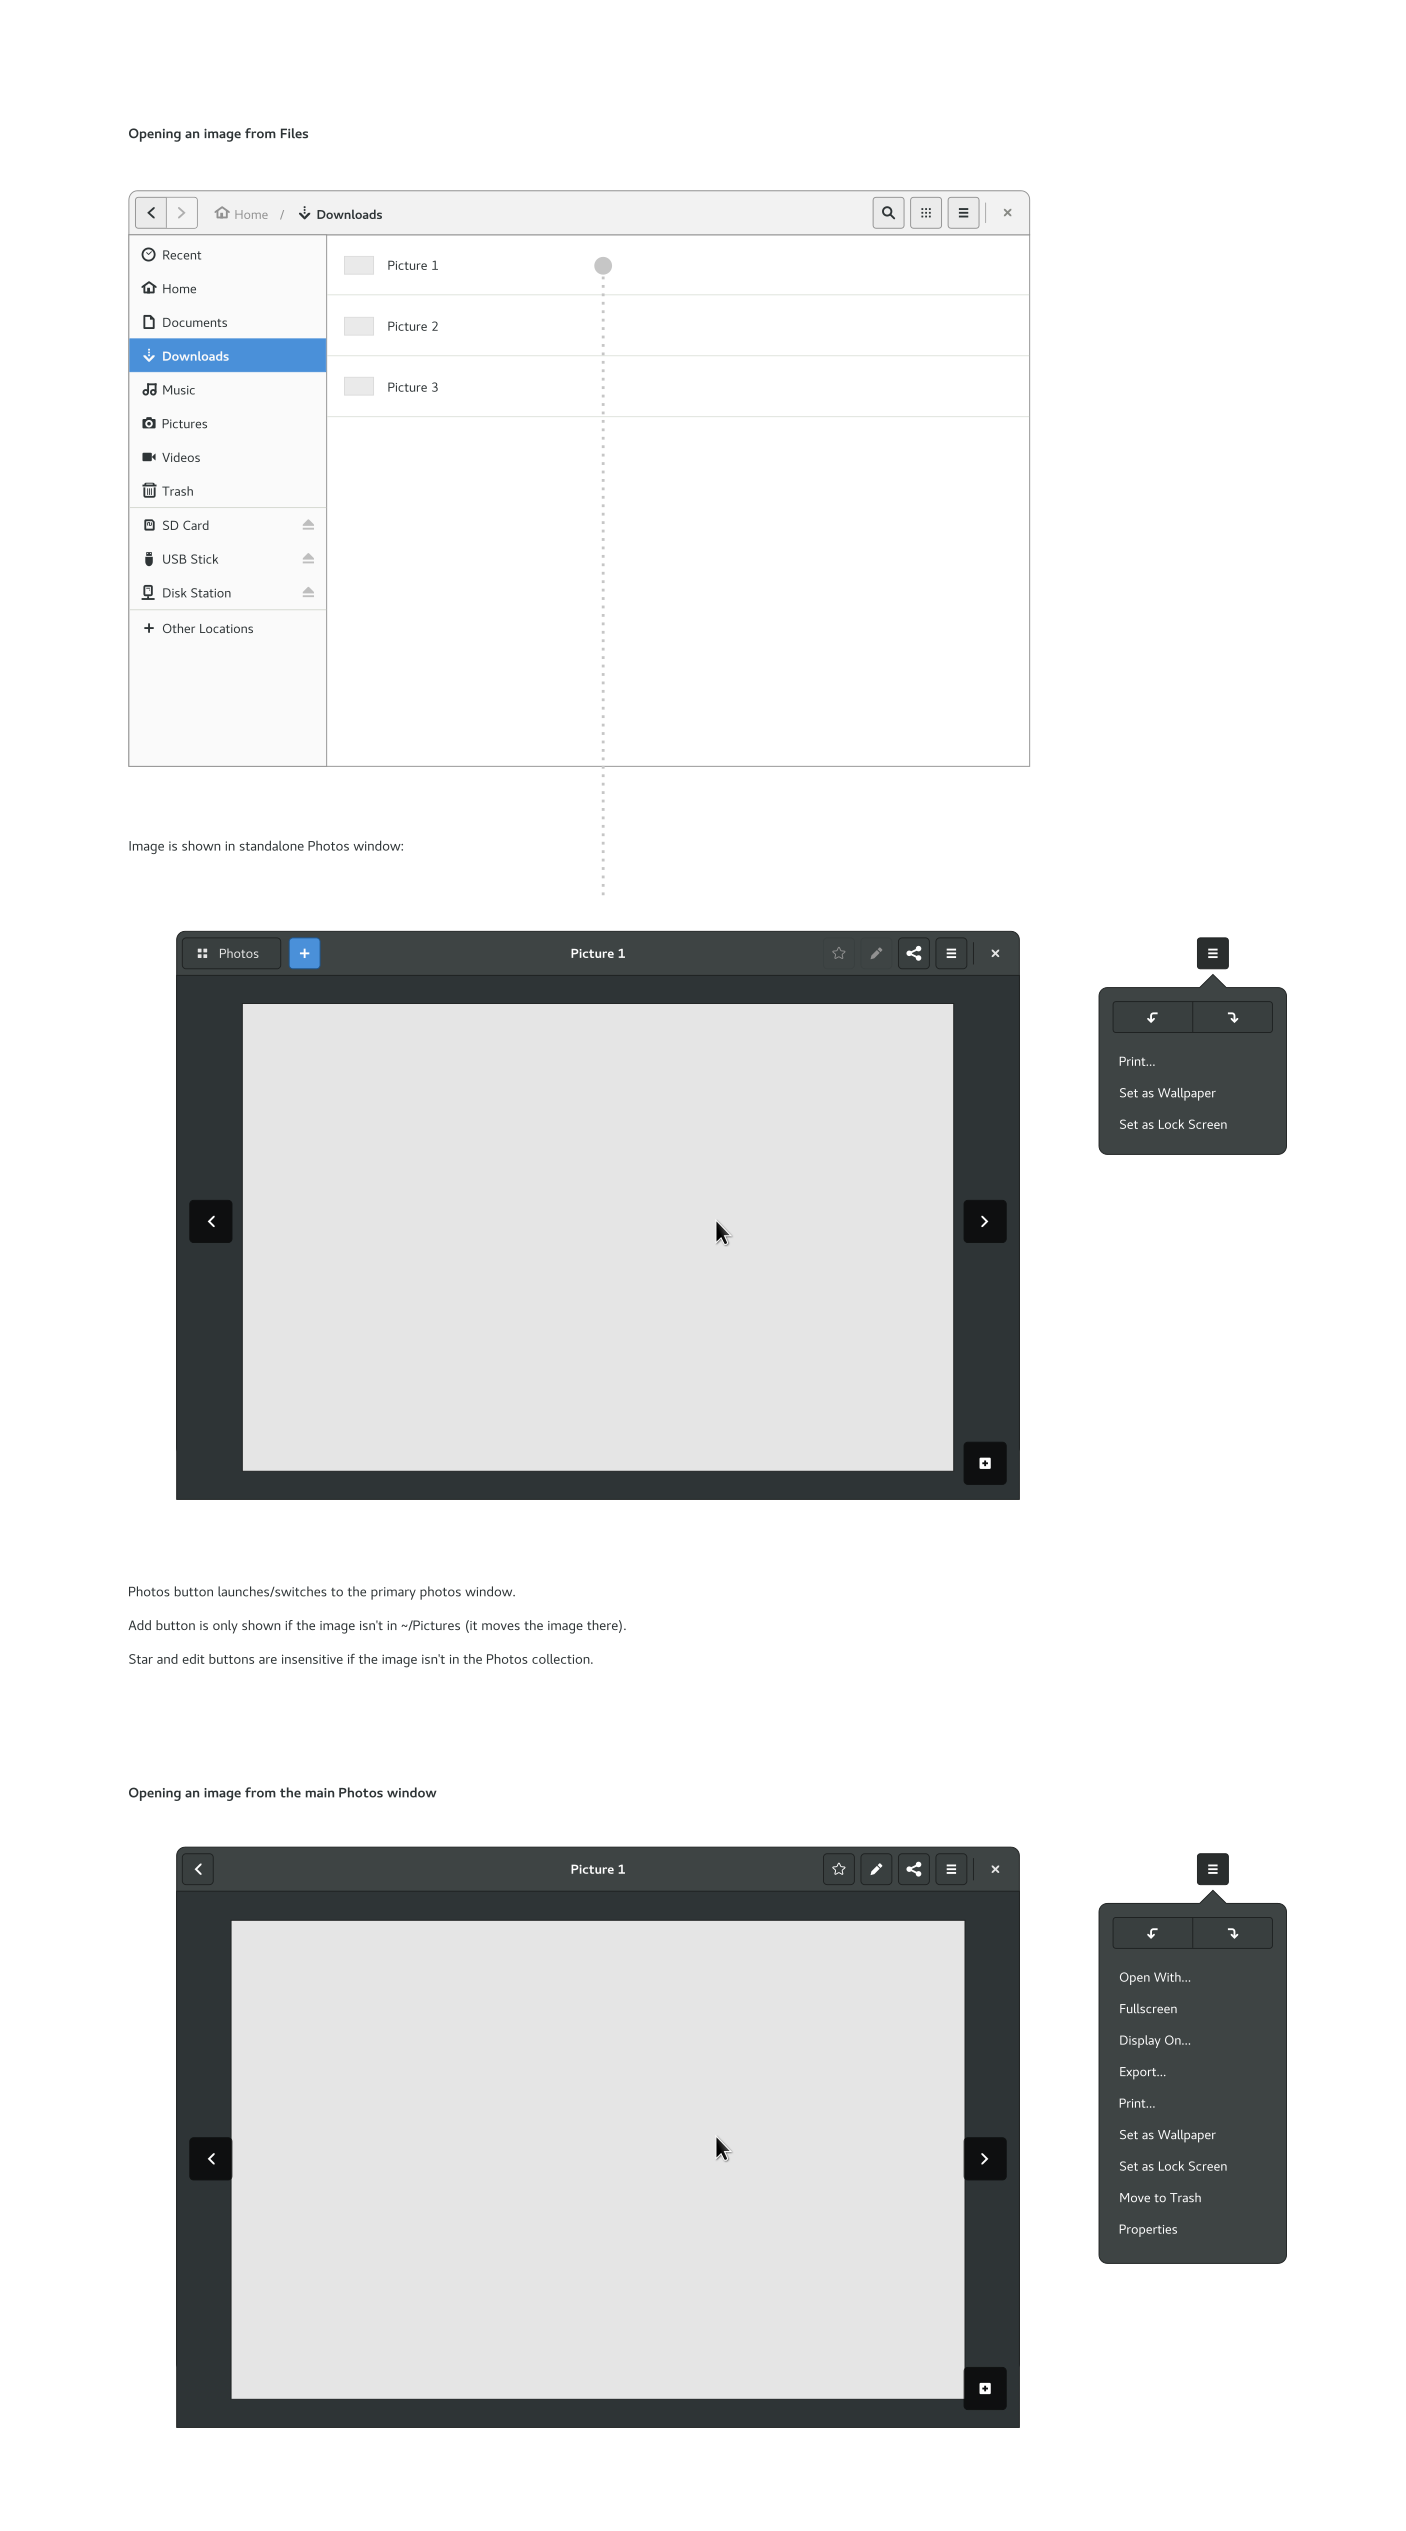 Opening an image from Files
Home / Downloads
Recent
Home
Documents
Downloads
Music
Pictures
Videos
Trash
SD Card
USB Stick
Disk Station
Other Locations
Picture 1
Picture 2
Picture 3
Image is shown in standalone Photos window:
Photos
Picture 1
Print...
Set as Wallpaper
Set as Lock Screen
Photos button launches/switches to the primary photos window.
Add button is only shown if the image isn't in ~/Pictures (it moves the image there).
Star and edit buttons are insensitive if the image isn't in the Photos collection.
Opening an image from the main Photos window
Picture 1
Open With...
Fullscreen
Display On...
Export...
Print...
Set as Wallpaper
Set as Lock Screen
Move to Trash
Properties